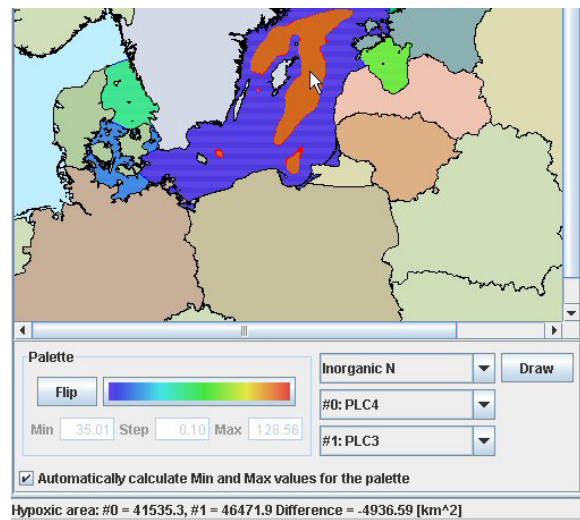 Palette
Flip
Min 35.01 Step 0.10 Max 128.56
Inorganic N
Draw
#0: PLC4
#1: PLC3
Automatically calculate Min and Max values for the palette
Hypoxic area: #0 = 41535.3, #1 = 46471.9 Difference = -4936.59 [km^2]